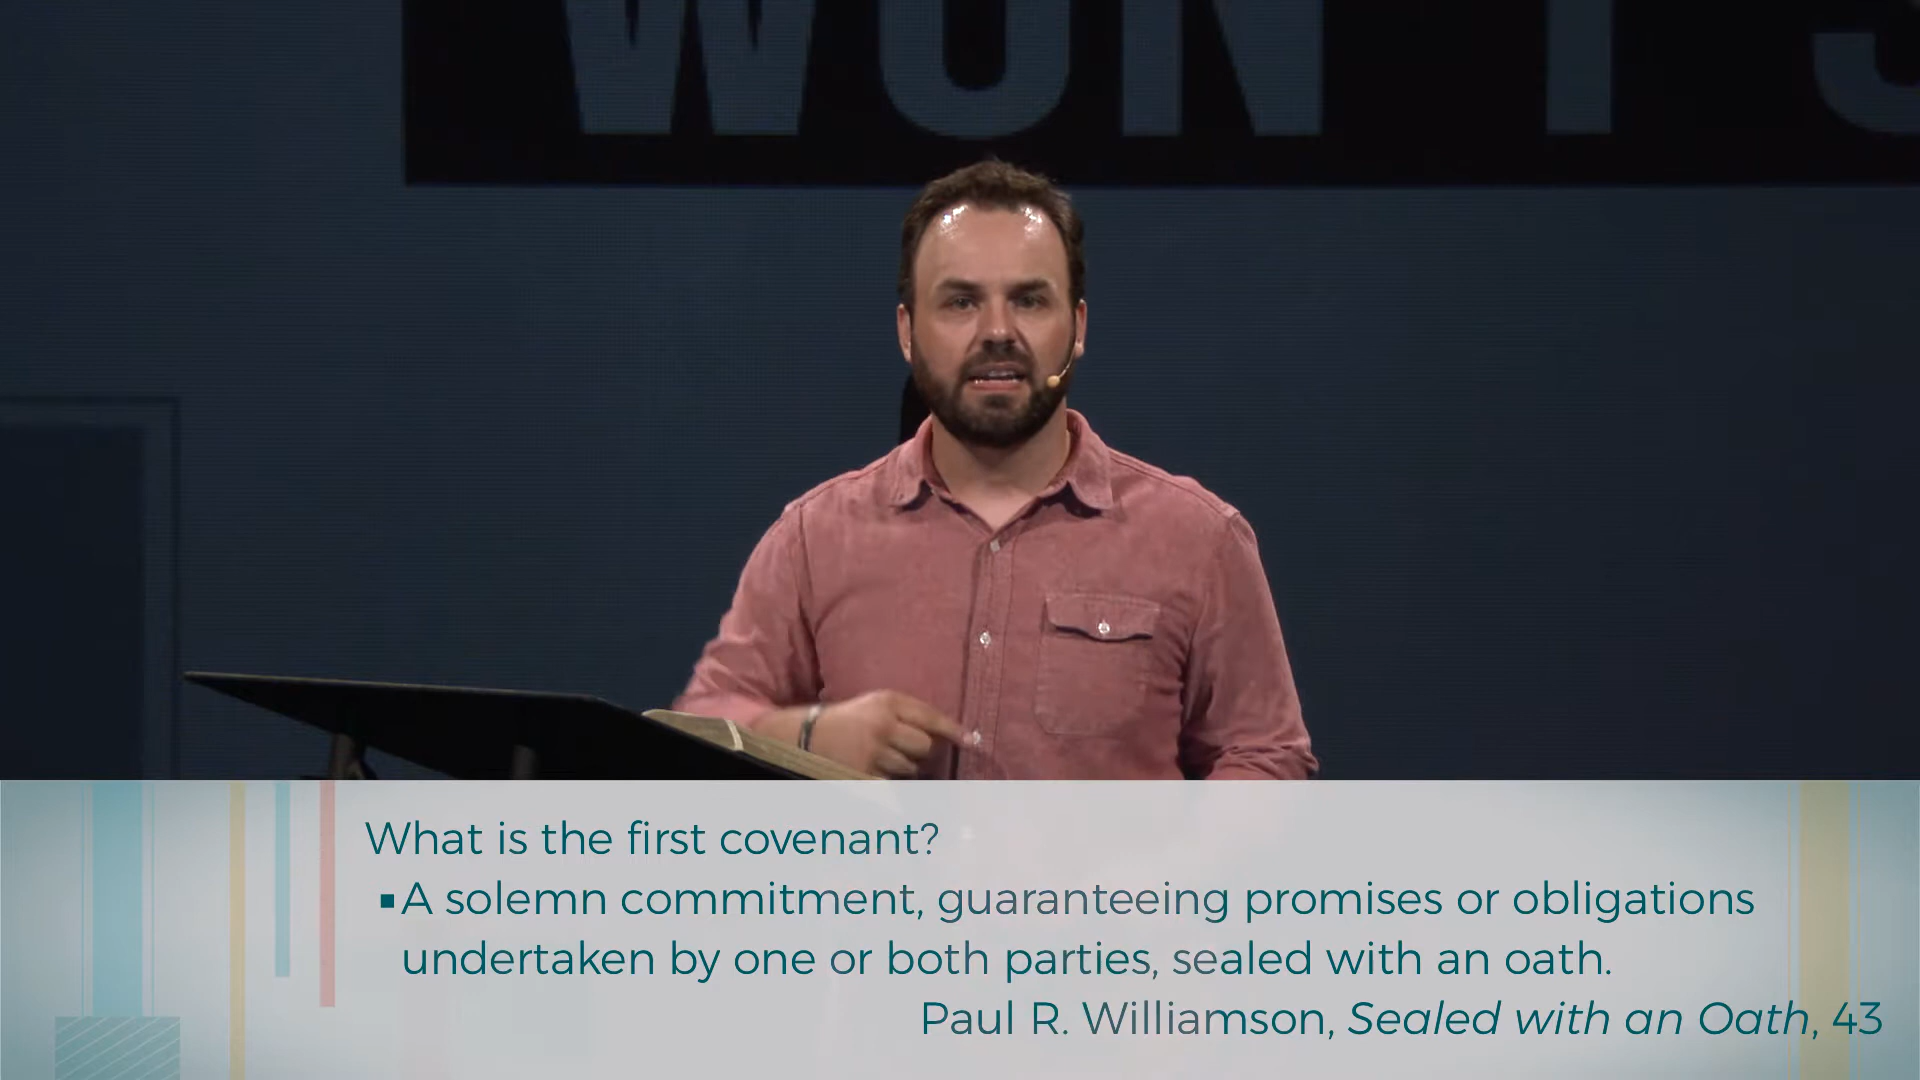 WON'T S
What is the first covenant?
▪A solemn commitment, guaranteeing promises or obligations
undertaken by one or both parties, sealed with an oath.
Paul R. Williamson, Sealed with an Oath, 43